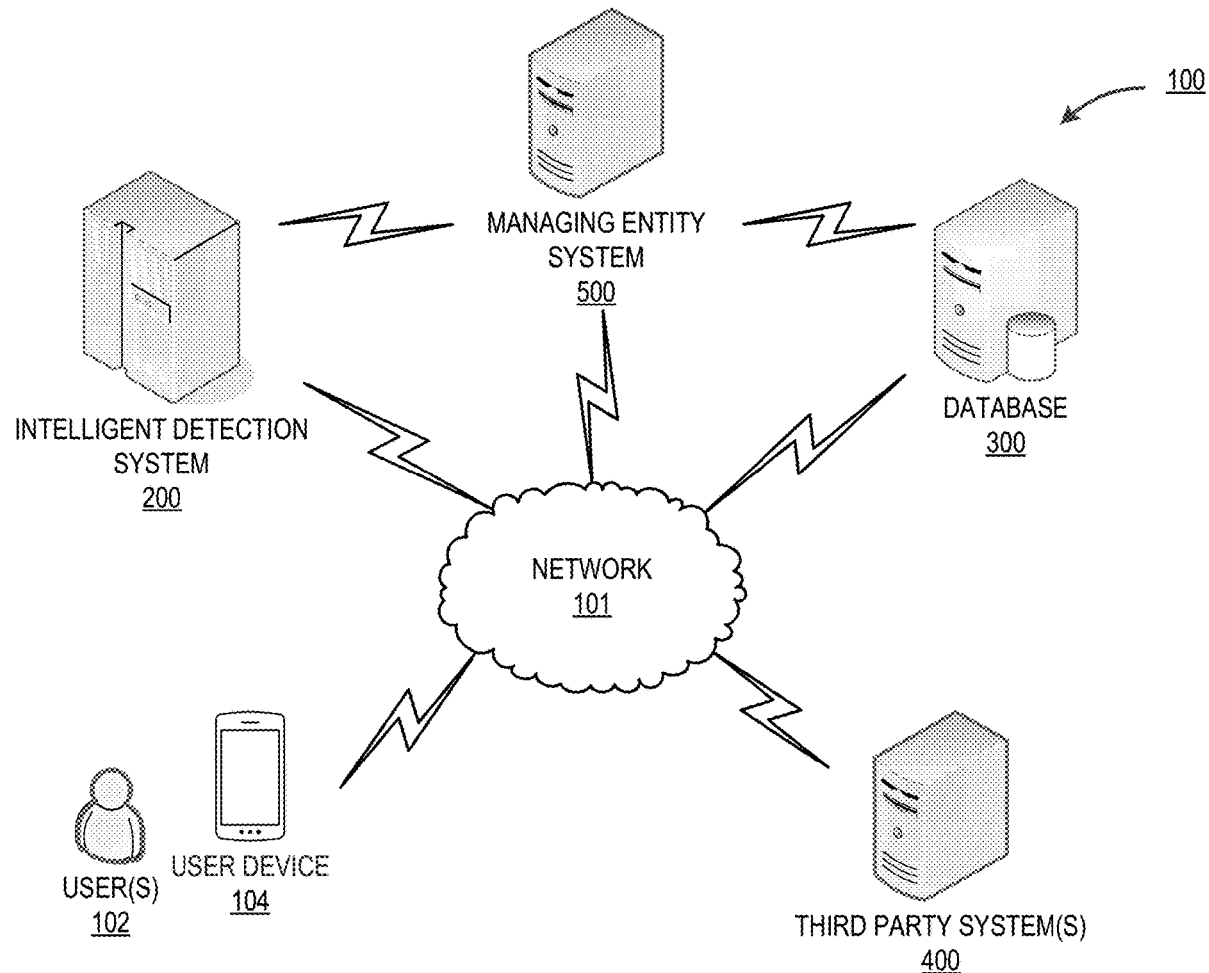 100
MANAGING ENTITY
SYSTEM
500
INTELLIGENT DETECTION
SYSTEM
200
DATABASE
300
NETWORK
101
USER(S)
102
USER DEVICE
104
THIRD PARTY SYSTEM(S)
400